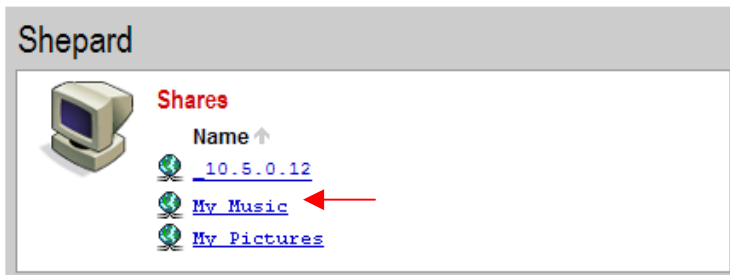 Shepard
Shares
Name
_10.5.0.12
My Music
My Pictures